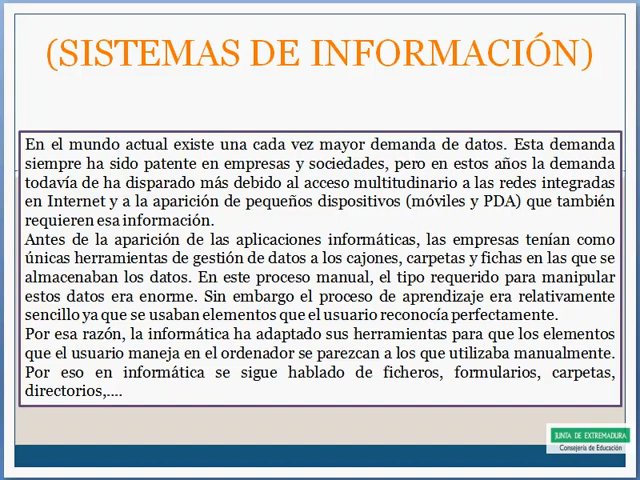 (SISTEMAS DE INFORMACIÓN)
En el mundo actual existe una cada vez mayor demanda de datos. Esta demanda
siempre ha sido patente en empresas y sociedades, pero en estos años la demanda
todavía de ha disparado más debido al acceso multitudinario a las redes integradas
en Internet y a la aparición de pequeños dispositivos (móviles y PDA) que también
requieren esa información.
Antes de la aparición de las aplicaciones informáticas, las empresas tenían como
únicas herramientas de gestión de datos a los cajones, carpetas y fichas en las que se
almacenaban los datos. En este proceso manual, el tipo requerido para manipular
estos datos era enorme. Sin embargo el proceso de aprendizaje era relativamente
sencillo ya que se usaban elementos que el usuario reconocía perfectamente.
Por esa razón, la informática ha adaptado sus herramientas para que los elementos
que el usuario maneja en el ordenador se parezcan a los que utilizaba manualmente.
Por eso en informática se sigue hablado de ficheros, formularios, carpetas,
directorios,....
JUNTA DE EXTREMADURA
Consejería de Educación